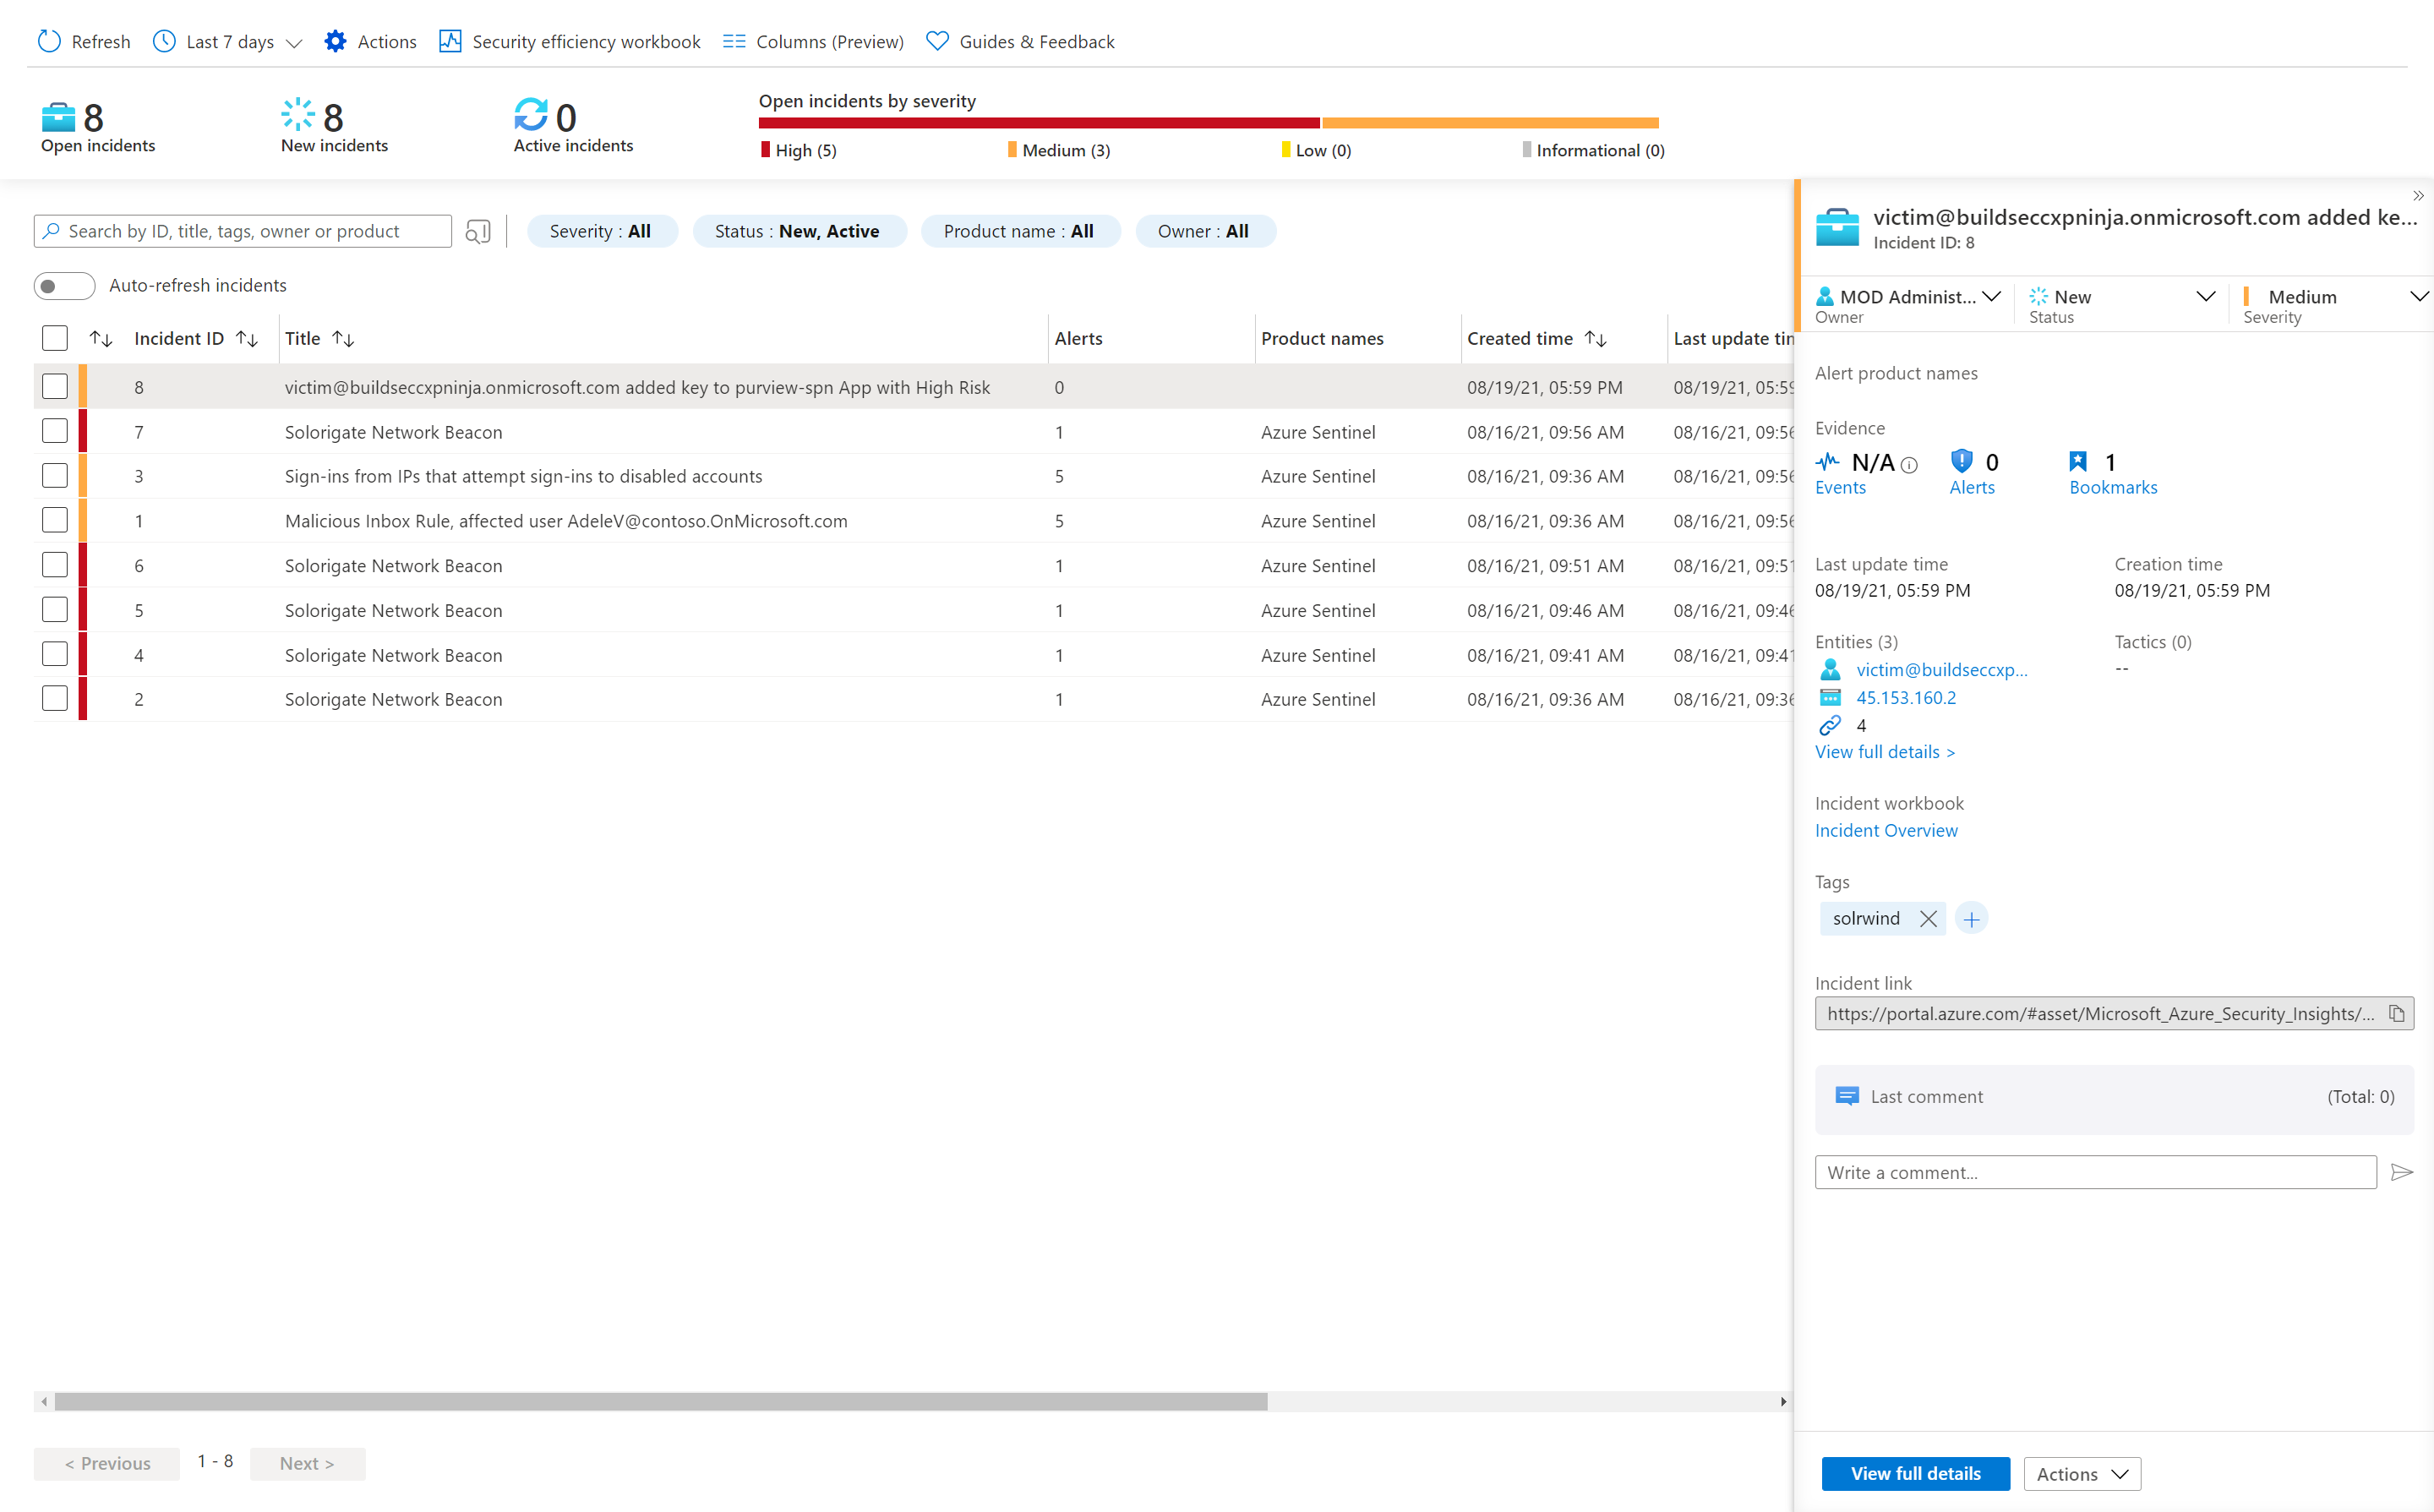 Refresh Last 7 days Actions Security efficiency workbook Columns (Preview) Guides & Feedback
8 8 0
Open incidents New incidents Active incidents
Open incidents by severity
High (5) Medium (3) Low (0) Informational (0)
Search by ID, title, tags, owner or product Severity : All Status : New, Active Product name : All Owner : All
Auto-refresh incidents
Incident ID Title Alerts Product names Created time Last update tim
8 victim@buildseccxpninja.onmicrosoft.com added key to purview-spn App with High Risk 0 08/19/21, 05:59 PM 08/19/21, 05:59
7 Solorigate Network Beacon 1 Azure Sentinel 08/16/21, 09:56 AM 08/16/21, 09:56
3 Sign-ins from IPs that attempt sign-ins to disabled accounts 5 Azure Sentinel 08/16/21, 09:36 AM 08/16/21, 09:56
1 Malicious Inbox Rule, affected user AdeleV@contoso.OnMicrosoft.com 5 Azure Sentinel 08/16/21, 09:36 AM 08/16/21, 09:56
6 Solorigate Network Beacon 1 Azure Sentinel 08/16/21, 09:51 AM 08/16/21, 09:51
5 Solorigate Network Beacon 1 Azure Sentinel 08/16/21, 09:46 AM 08/16/21, 09:46
4 Solorigate Network Beacon 1 Azure Sentinel 08/16/21, 09:41 AM 08/16/21, 09:41
2 Solorigate Network Beacon 1 Azure Sentinel 08/16/21, 09:36 AM 08/16/21, 09:36
< Previous 1 - 8 Next >
victim@buildseccxpninja.onmicrosoft.com added ke...
Incident ID: 8
MOD Administ... New Medium
Owner Status Severity
Alert product names
Evidence
N/A 0 1
Events Alerts Bookmarks
Last update time Creation time
08/19/21, 05:59 PM 08/19/21, 05:59 PM
Entities (3) Tactics (0)
victim@buildseccxp... --
45.153.160.2
4
View full details >
Incident workbook
Incident Overview
Tags
solrwind
Incident link
https://portal.azure.com/#asset/Microsoft_Azure_Security_Insights/...
Last comment (Total: 0)
Write a comment...
View full details Actions